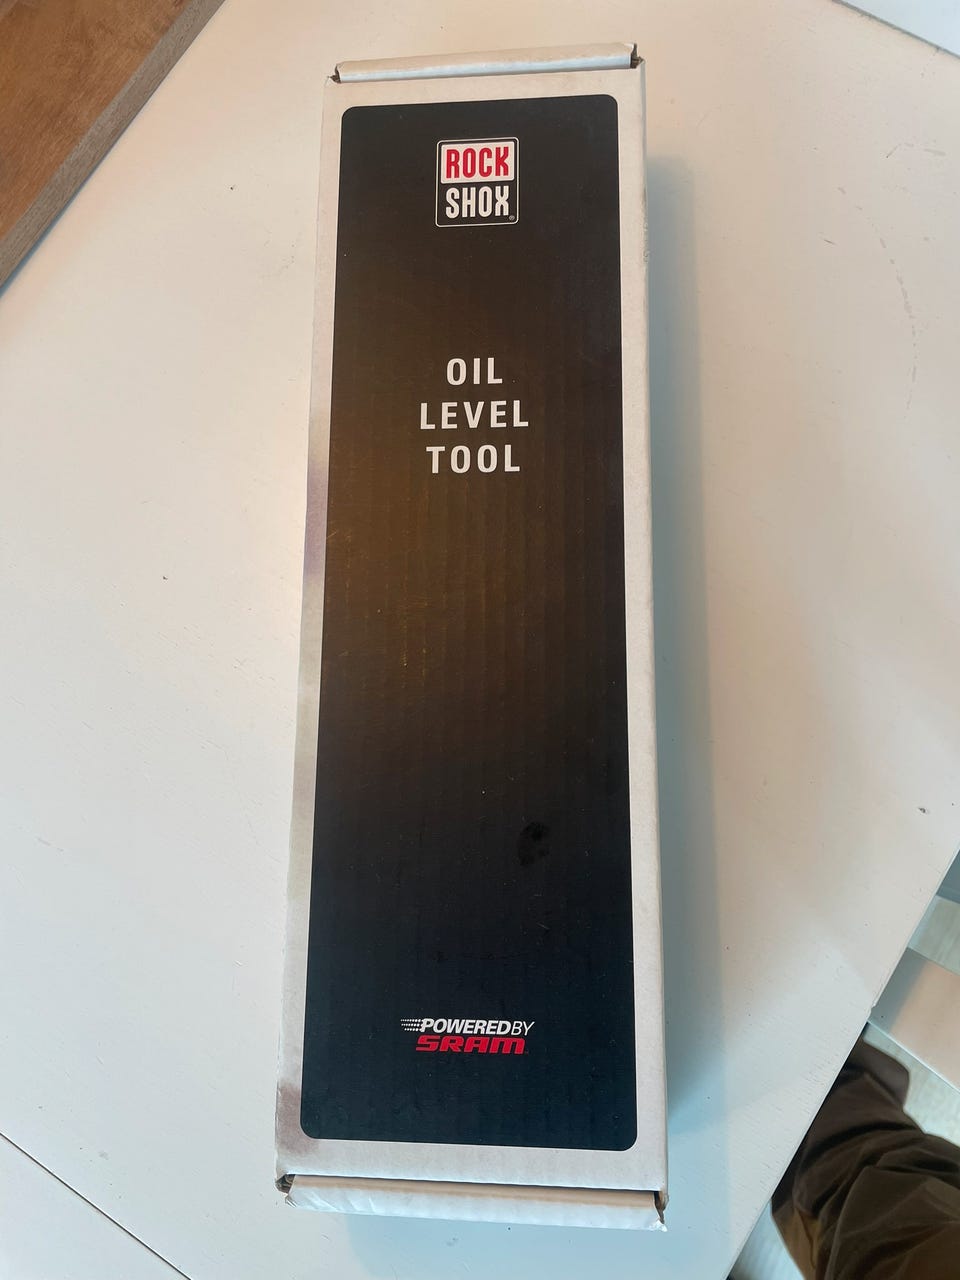 ROCK
SHOX®
OIL
LEVEL
TOOL
POWERED BY
SRAM